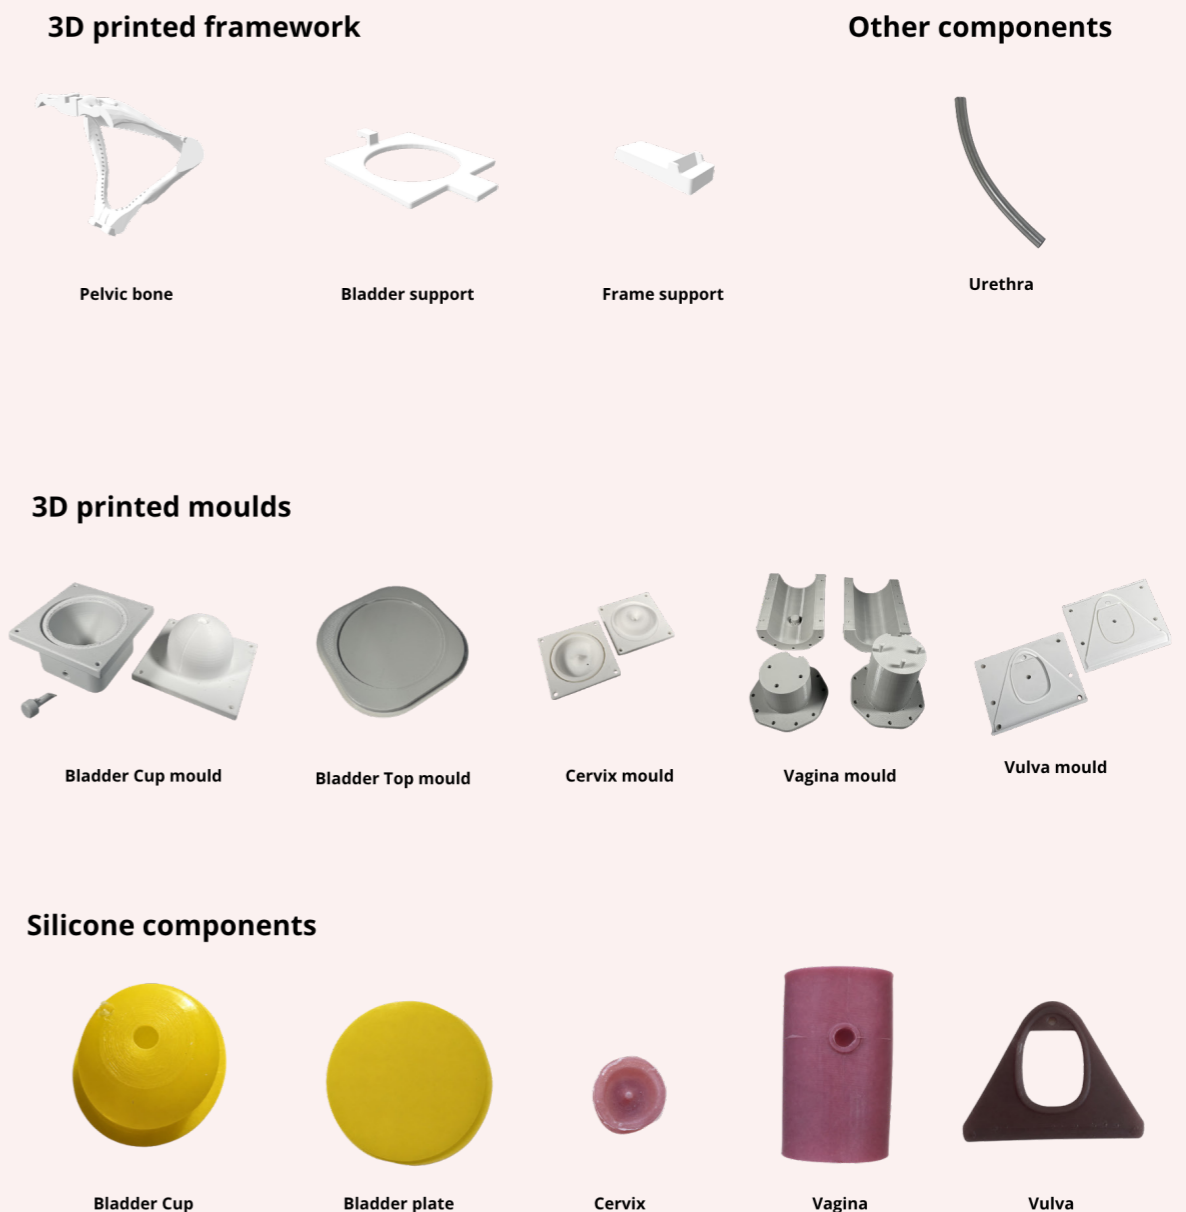 3D printed framework
Other components
Pelvic bone
Bladder support
Frame support
Urethra
3D printed moulds
Bladder Cup mould
Bladder Top mould
Cervix mould
Vagina mould
Vulva mould
Silicone components
Bladder Cup
Bladder plate
Cervix
Vagina
Vulva